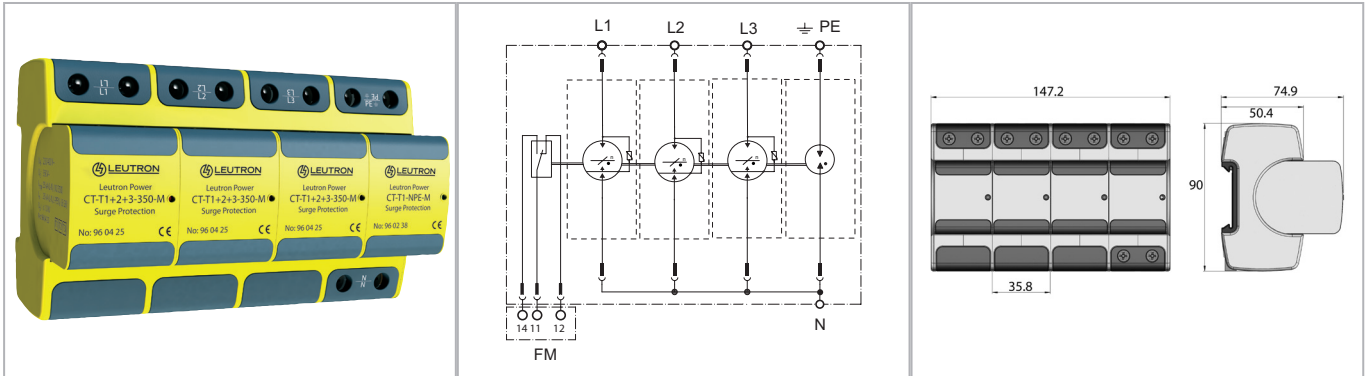 L1
L1
L2
L2
L3
L3
PE
PE
LEUTRON
Leutron Power
CT-T1+2+3-350-M
Surge Protection
No: 96 04 25 CE
LEUTRON
Leutron Power
CT-T1+2+3-350-M
Surge Protection
No: 96 04 25 CE
LEUTRON
Leutron Power
CT-T1+2+3-350-M
Surge Protection
No: 96 04 25 CE
LEUTRON
Leutron Power
CT-T1-NPE-M
Surge Protection
No: 96 02 38 CE
N
N
L1 L2 L3 PE
14 11 12
N
FM
147.2
74.9
50.4
90
35.8